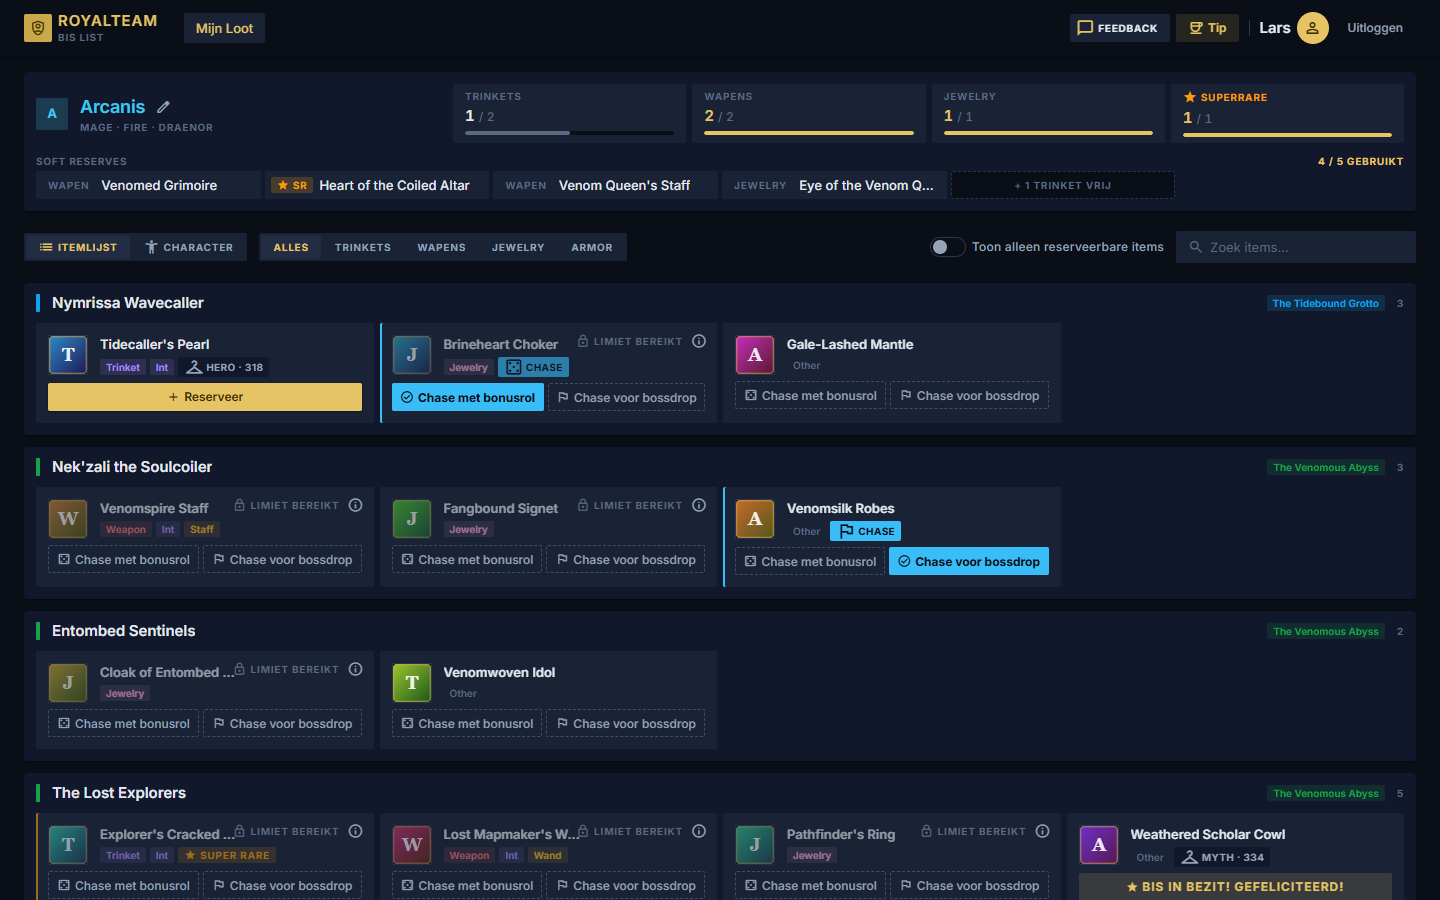 ROYALTEAM
BIS LIST
Mijn Loot
FEEDBACK
Tip
Lars
Uitloggen
A
Arcanis
MAGE · FIRE · DRAENOR
TRINKETS
1 / 2
WAPENS
2 / 2
JEWELRY
1 / 1
SUPERRARE
1 / 1
SOFT RESERVES
4 / 5 GEBRUIKT
WAPEN Venomed Grimoire
SR Heart of the Coiled Altar
WAPEN Venom Queen's Staff
JEWELRY Eye of the Venom Q...
+ 1 TRINKET VRIJ
ITEMLIJST
CHARACTER
ALLES
TRINKETS
WAPENS
JEWELRY
ARMOR
Toon alleen reserveerbare items
Zoek items...
Nymrissa Wavecaller
The Tidebound Grotto 3
T
Tidecaller's Pearl
Trinket Int HERO · 318
+ Reserveer
J
Brineheart Choker
LIMIET BEREIKT
Jewelry CHASE
Chase met bonusrol
Chase voor bossdrop
A
Gale-Lashed Mantle
Other
Chase met bonusrol
Chase voor bossdrop
Nek'zali the Soulcoiler
The Venomous Abyss 3
W
Venomspire Staff
LIMIET BEREIKT
Weapon Int Staff
Chase met bonusrol
Chase voor bossdrop
J
Fangbound Signet
LIMIET BEREIKT
Jewelry
Chase met bonusrol
Chase voor bossdrop
A
Venomsilk Robes
Other CHASE
Chase met bonusrol
Chase voor bossdrop
Entombed Sentinels
The Venomous Abyss 2
J
Cloak of Entombed ...
LIMIET BEREIKT
Jewelry
Chase met bonusrol
Chase voor bossdrop
T
Venomwoven Idol
Other
Chase met bonusrol
Chase voor bossdrop
The Lost Explorers
The Venomous Abyss 5
T
Explorer's Cracked ...
LIMIET BEREIKT
Trinket Int SUPER RARE
Chase met bonusrol
Chase voor bossdrop
W
Lost Mapmaker's W...
LIMIET BEREIKT
Weapon Int Wand
Chase met bonusrol
Chase voor bossdrop
J
Pathfinder's Ring
LIMIET BEREIKT
Jewelry
Chase met bonusrol
Chase voor bossdrop
A
Weathered Scholar Cowl
Other MYTH · 334
BIS IN BEZIT! GEFELICITEERD!